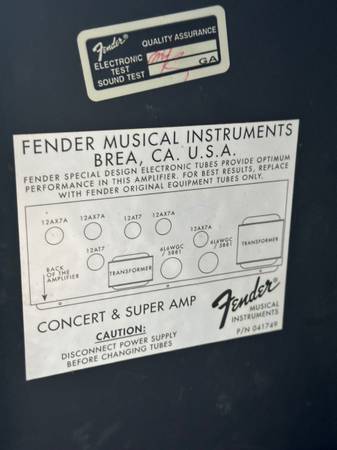 Fender
QUALITY ASSURANCE
ELECTRONIC
TEST
SOUND TEST
QA
FENDER MUSICAL INSTRUMENTS
BREA, CA. U.S.A.
FENDER SPECIAL DESIGN ELECTRONIC TUBES PROVIDE OPTIMUM
PERFORMANCE IN THIS AMPLIFIER. FOR BEST RESULTS, REPLACE
WITH FENDER ORIGINAL EQUIPMENT TUBES ONLY.
12AX7A 12AX7A 12AT7 12AX7A
12AX7A
12AT7
6L6WGC
/ 5881
6L6WGC
/ 5881
TRANSFORMER
TRANSFORMER
BACK
OF THE
AMPLIFIER
CONCERT & SUPER AMP
CAUTION:
DISCONNECT POWER SUPPLY
BEFORE CHANGING TUBES
Fender
MUSICAL
INSTRUMENTS
P/N 041749